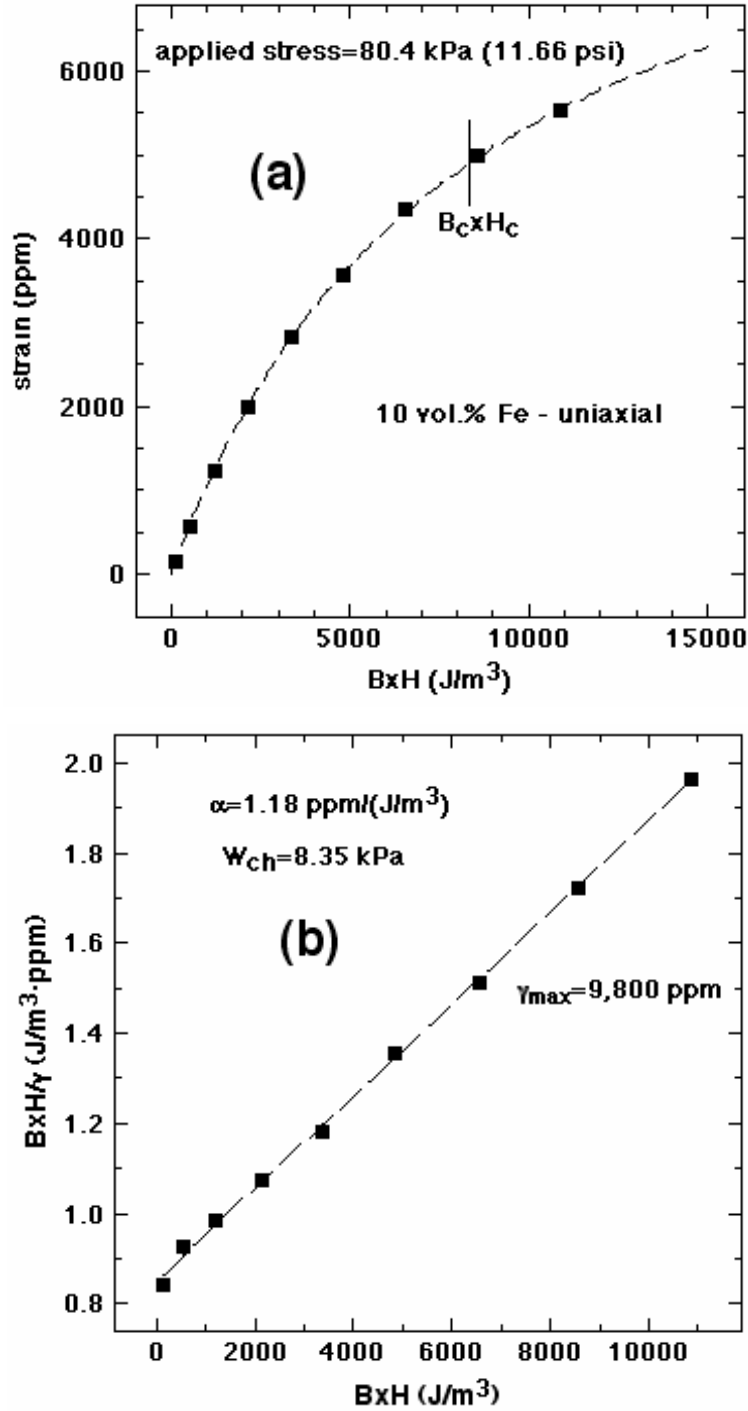 applied stress=80.4 kPa (11.66 psi)
6000
(a)
4000
BCxHC
strain (ppm)
2000
10 vol.% Fe - uniaxial
0
0 5000 10000 15000
BxH (J/m³)
2.0
α=1.18 ppm/(J/m³)
1.8
Wch=8.35 kPa
(b)
1.6
γmax=9,800 ppm
BxH/γ (J/m³·ppm)
1.4
1.2
1.0
0.8
0 2000 4000 6000 8000 10000
BxH (J/m³)